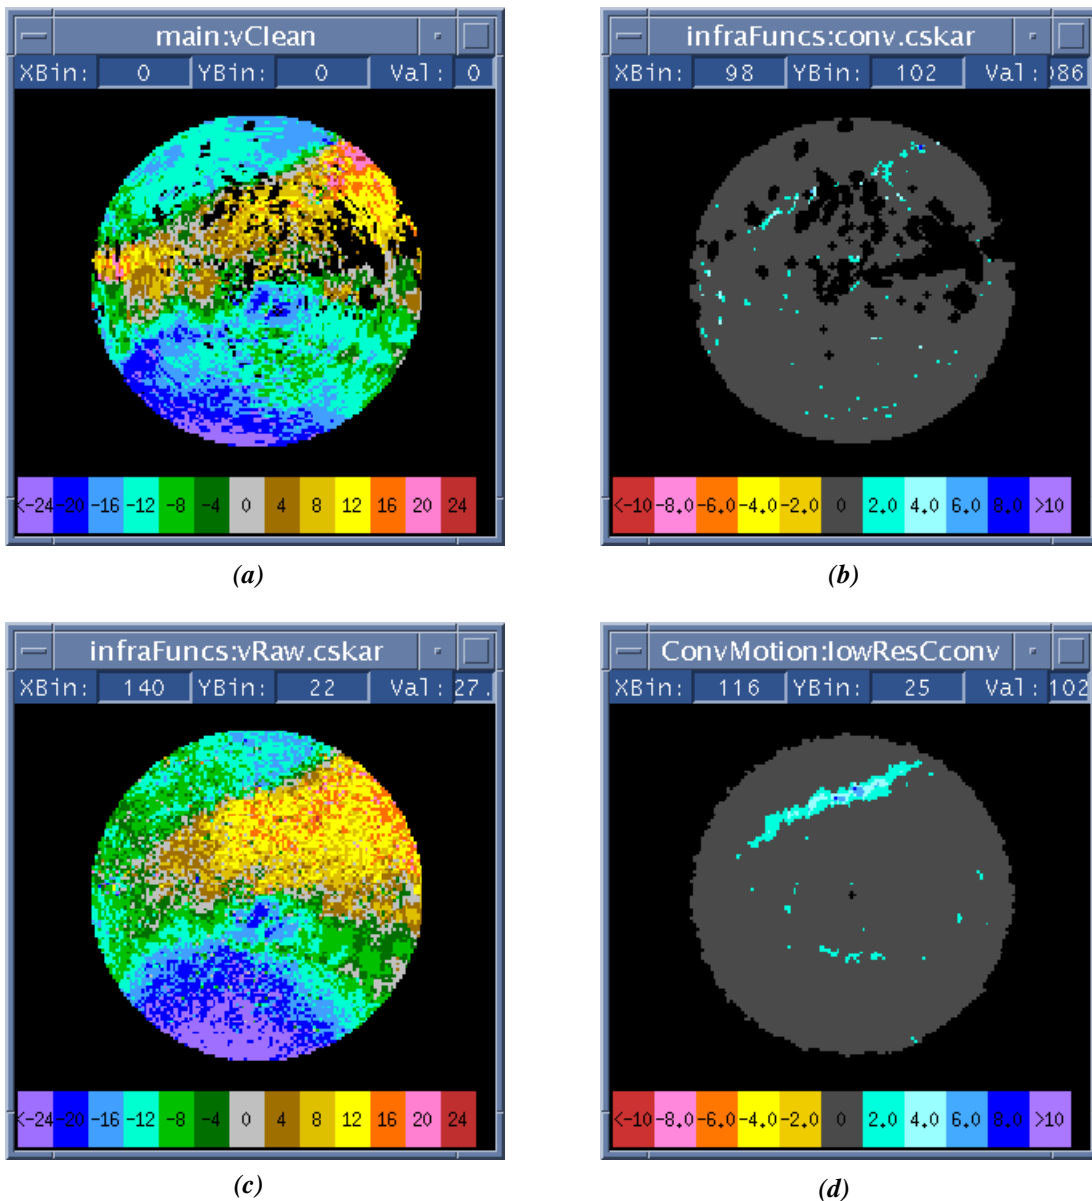 main:vClean
XBin: 0 YBin: 0 Val: 0
<-24 -20 -16 -12 -8 -4 0 4 8 12 16 20 24
(a)
infraFuncs:conv.cskar
XBin: 98 YBin: 102 Val: 086
<-10 -8.0 -6.0 -4.0 -2.0 0 2.0 4.0 6.0 8.0 >10
(b)
infraFuncs:vRaw.cskar
XBin: 140 YBin: 22 Val: 27.
<-24 -20 -16 -12 -8 -4 0 4 8 12 16 20 24
(c)
ConvMotion:lowResCconv
XBin: 116 YBin: 25 Val: 102
<-10 -8.0 -6.0 -4.0 -2.0 0 2.0 4.0 6.0 8.0 >10
(d)